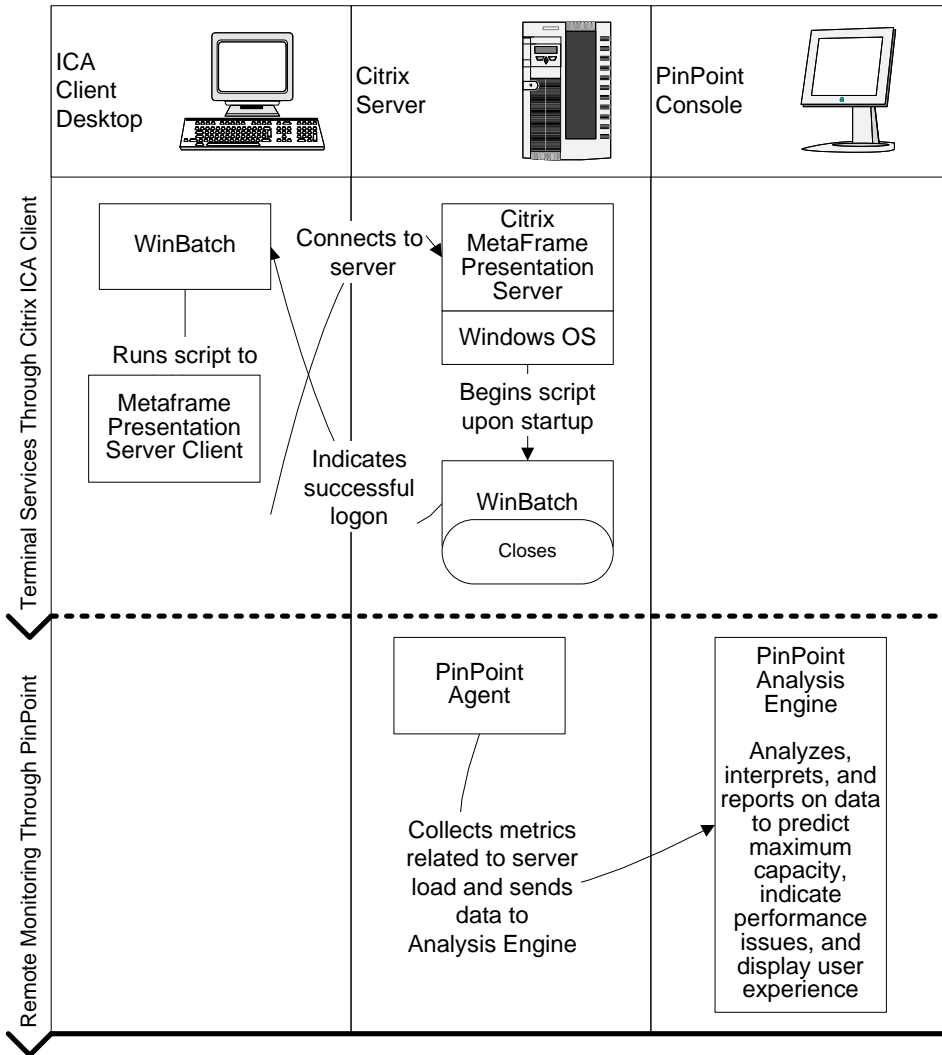 ICA
Client
Desktop
Citrix
Server
PinPoint
Console
Terminal Services Through Citrix ICA Client
WinBatch
Runs script to
Metaframe
Presentation
Server Client
Connects to
server
Citrix
MetaFrame
Presentation
Server
Windows OS
Begins script
upon startup
WinBatch
Closes
Indicates
successful
logon
Remote Monitoring Through PinPoint
PinPoint
Agent
Collects metrics
related to server
load and sends
data to
Analysis Engine
PinPoint
Analysis
Engine
Analyzes,
interprets, and
reports on data
to predict
maximum
capacity,
indicate
performance
issues, and
display user
experience